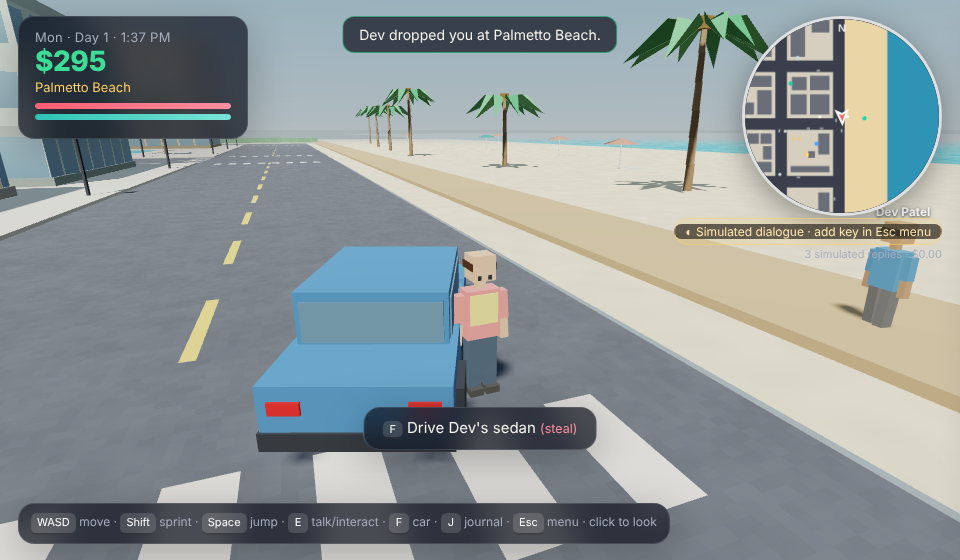 Mon · Day 1 · 1:37 PM
$295
Palmetto Beach
Dev dropped you at Palmetto Beach.
N
Dev Patel
Simulated dialogue · add key in Esc menu
3 simulated replies · $0.00
F Drive Dev's sedan (steal)
WASD move · Shift sprint · Space jump · E talk/interact · F car · J journal · Esc menu · click to look